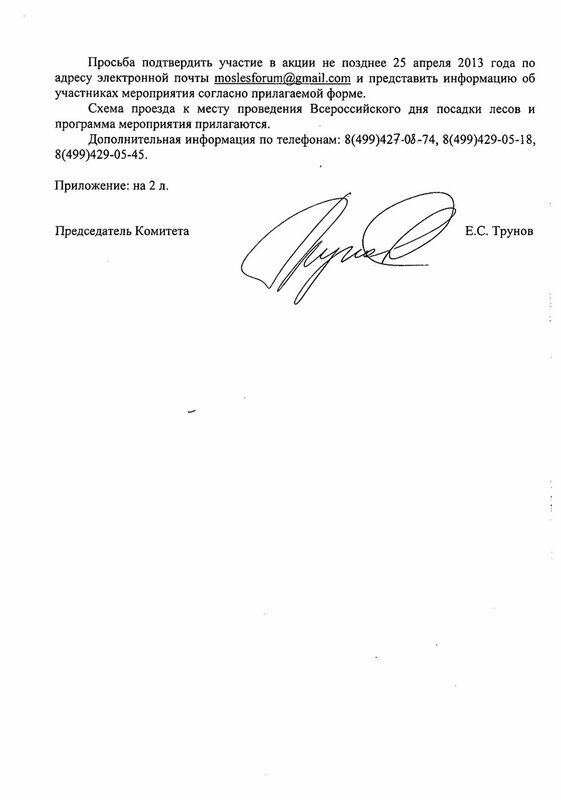 Просьба подтвердить участие в акции не позднее 25 апреля 2013 года по
адресу электронной почты moslesforum@gmail.com и представить информацию об
участниках мероприятия согласно прилагаемой форме.
Схема проезда к месту проведения Всероссийского дня посадки лесов и
программа мероприятия прилагаются.
Дополнительная информация по телефонам: 8(499)427-08-74, 8(499)429-05-18,
8(499)429-05-45.
Приложение: на 2 л.
Председатель Комитета
Е.С. Трунов